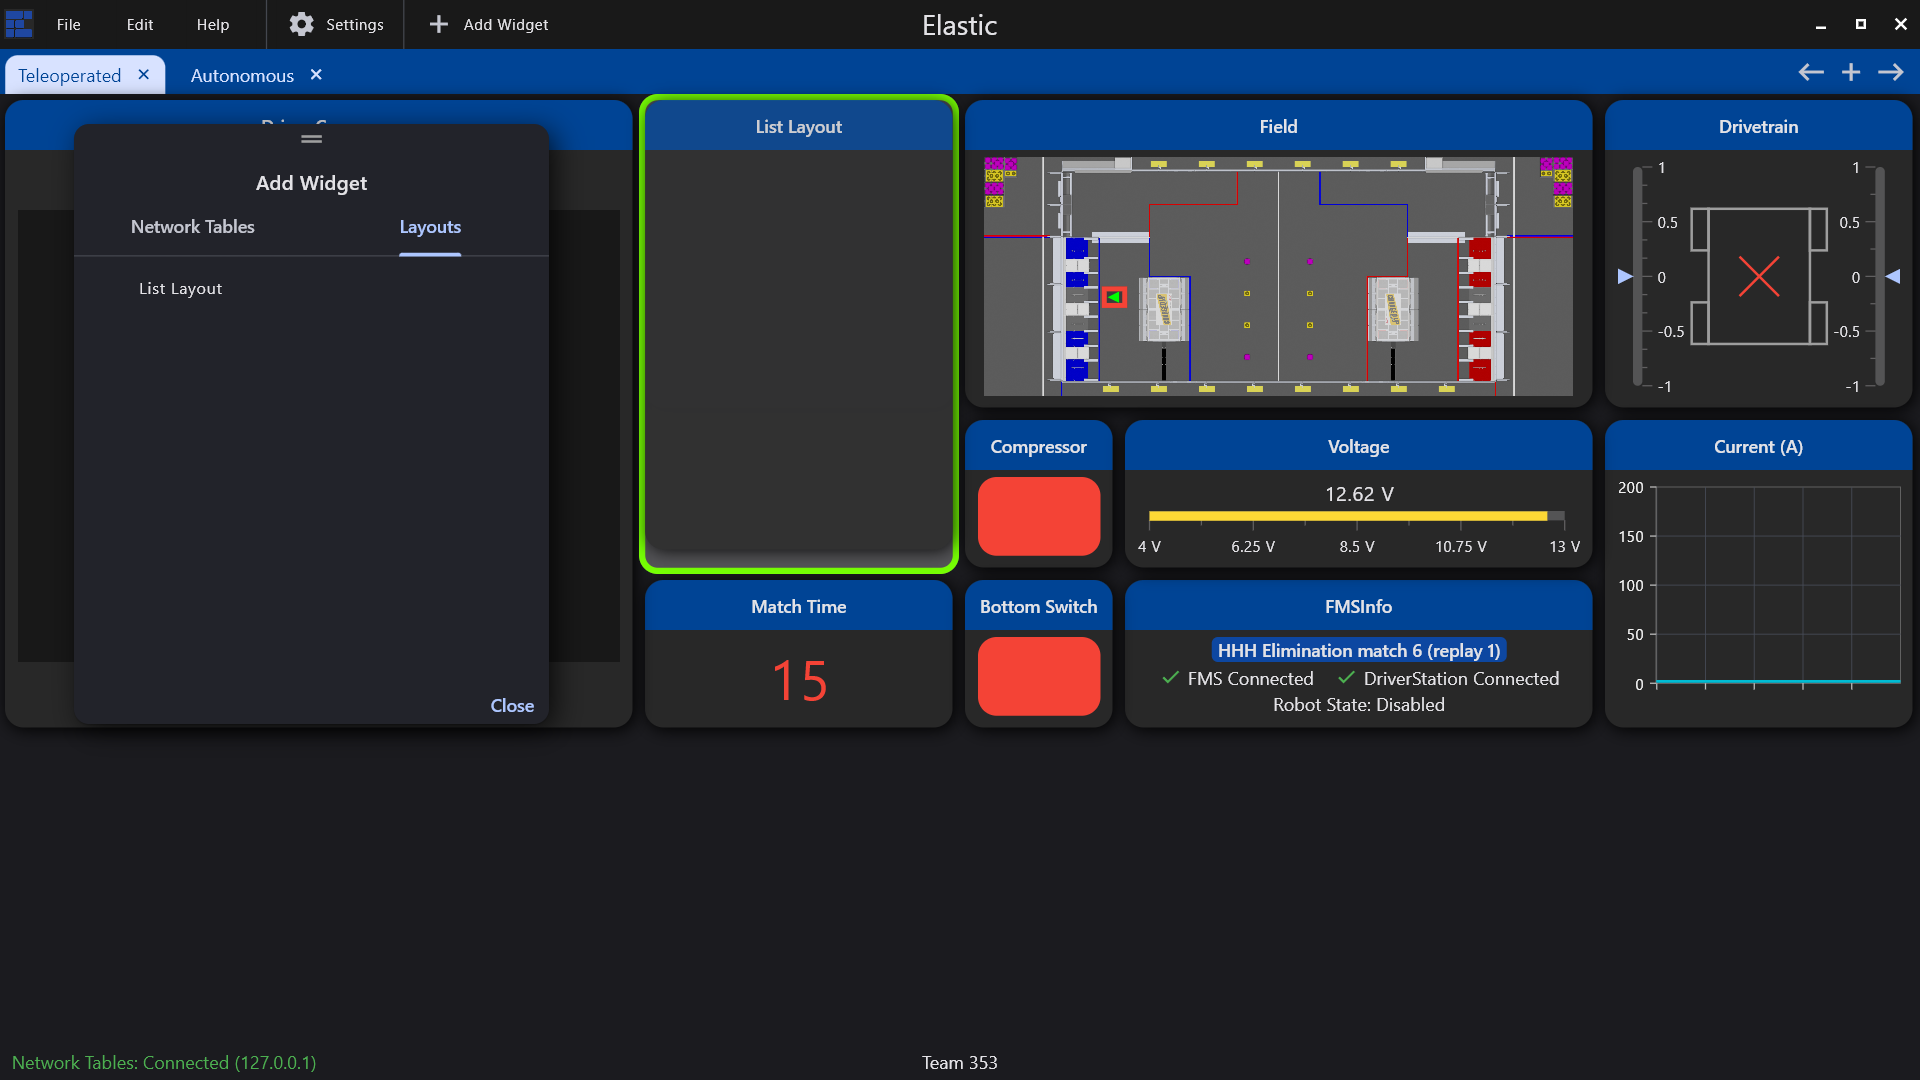 File Edit Help Settings Add Widget Elastic
Teleoperated Autonomous
Add Widget
Network Tables Layouts
List Layout
Close
List Layout
Match Time
15
Field
Compressor
Bottom Switch
Voltage
12.62 V
4 V 6.25 V 8.5 V 10.75 V 13 V
FMSInfo
HHH Elimination match 6 (replay 1)
FMS Connected DriverStation Connected
Robot State: Disabled
Drivetrain
1 1
0.5 0.5
0 0
-0.5 -0.5
-1 -1
Current (A)
200
150
100
50
0
Network Tables: Connected (127.0.0.1) Team 353